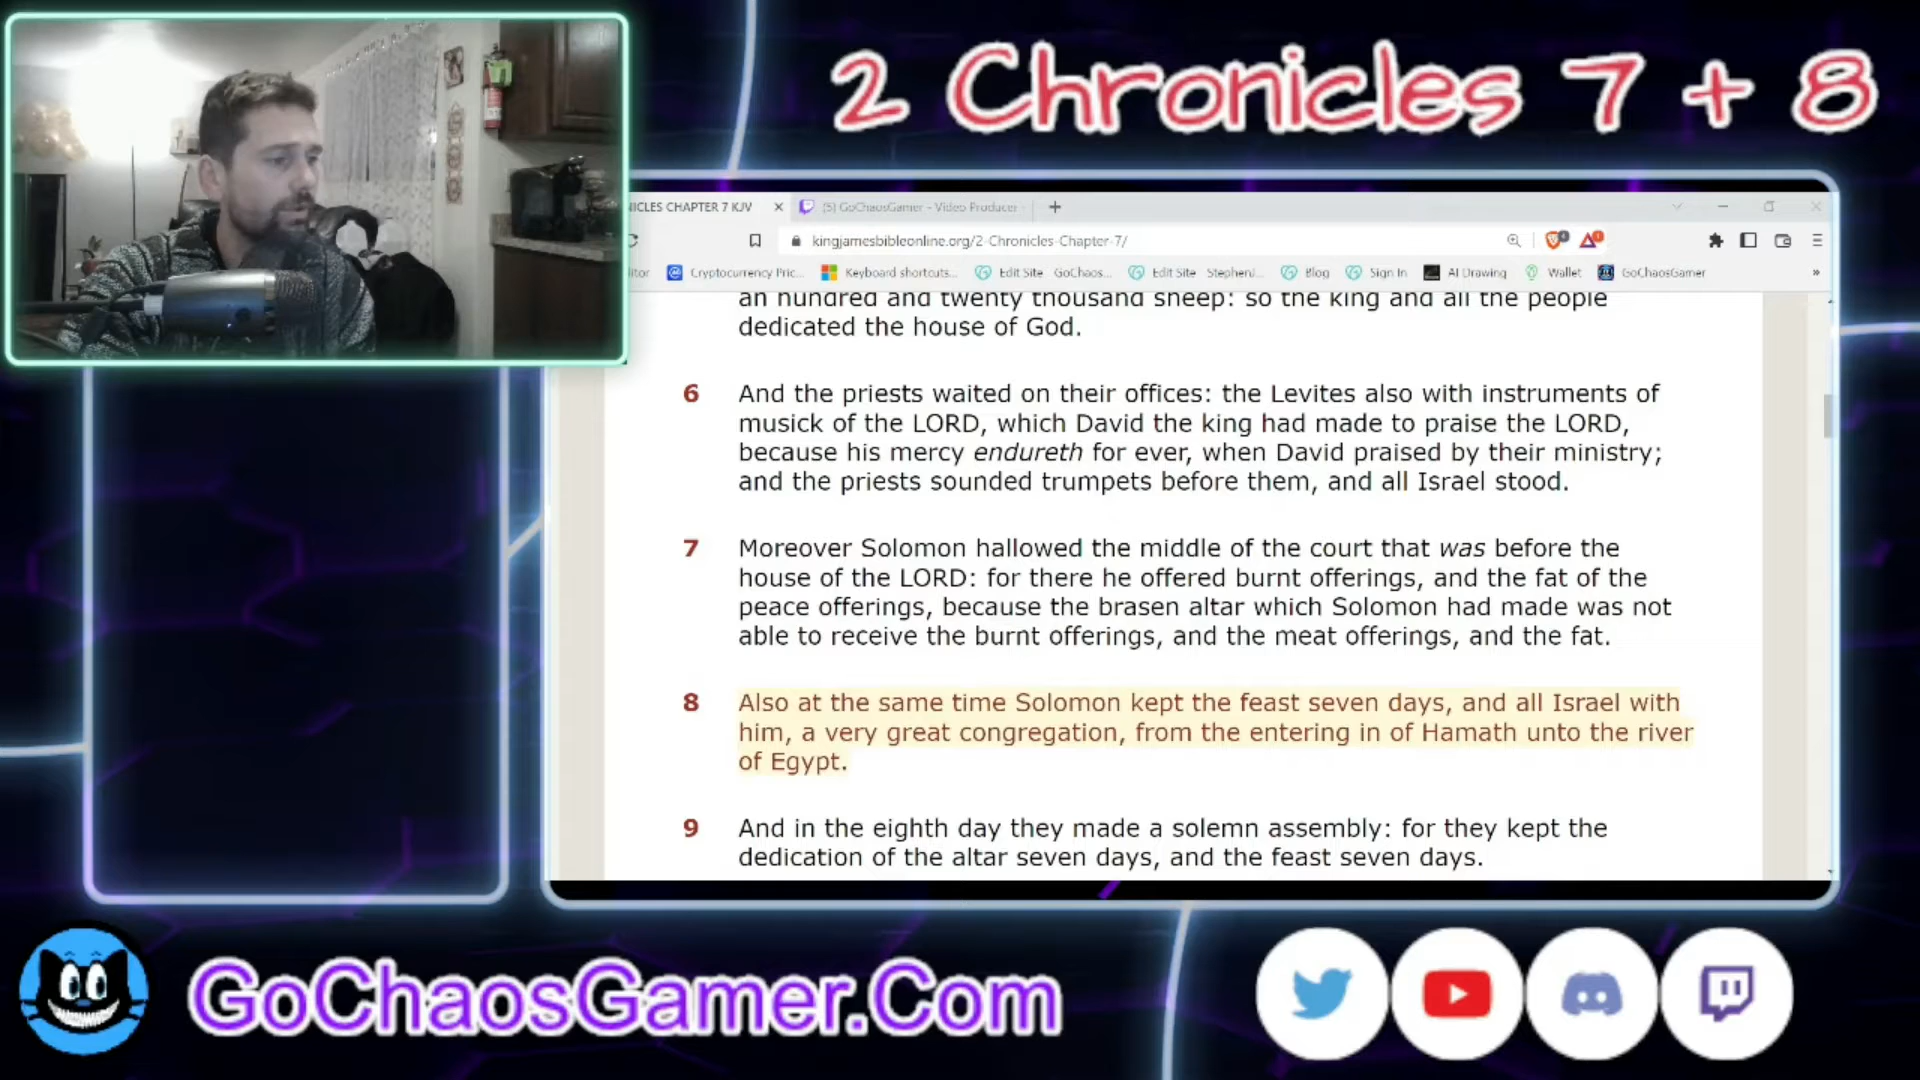 2 Chronicles 7 + 8
ICLES CHAPTER 7 KJV
(5) GoChaosGamer - Video Producer
kingjamesbibleonline.org/2-Chronicles-Chapter-7/
itor Cryptocurrency Pric... Keyboard shortcuts... Edit Site GoChaos... Edit Site StephenJ... Blog Sign In AI Drawing Wallet GoChaosGamer »
an hundred and twenty thousand sheep: so the king and all the people
dedicated the house of God.
6 And the priests waited on their offices: the Levites also with instruments of
musick of the LORD, which David the king had made to praise the LORD,
because his mercy endureth for ever, when David praised by their ministry;
and the priests sounded trumpets before them, and all Israel stood.
7 Moreover Solomon hallowed the middle of the court that was before the
house of the LORD: for there he offered burnt offerings, and the fat of the
peace offerings, because the brasen altar which Solomon had made was not
able to receive the burnt offerings, and the meat offerings, and the fat.
8 Also at the same time Solomon kept the feast seven days, and all Israel with
him, a very great congregation, from the entering in of Hamath unto the river
of Egypt.
9 And in the eighth day they made a solemn assembly: for they kept the
dedication of the altar seven days, and the feast seven days.
GoChaosGamer.Com